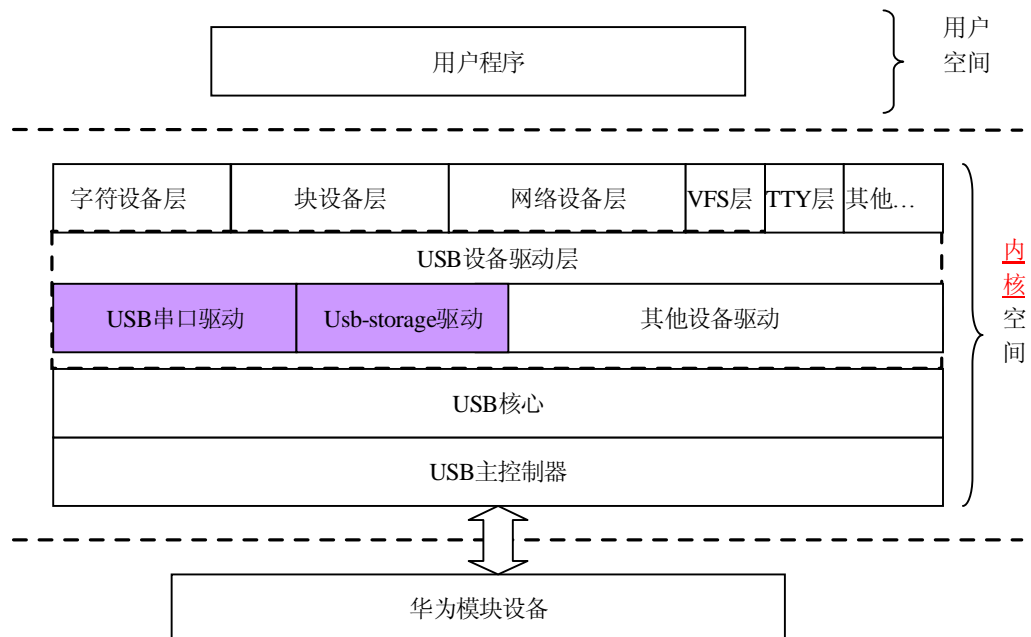 用户
空间
用户程序
字符设备层 块设备层 网络设备层 VFS层 TTY层 其他…
USB设备驱动层
USB串口驱动 Usb-storage驱动 其他设备驱动
内
核
空
间
USB核心
USB主控制器
华为模块设备